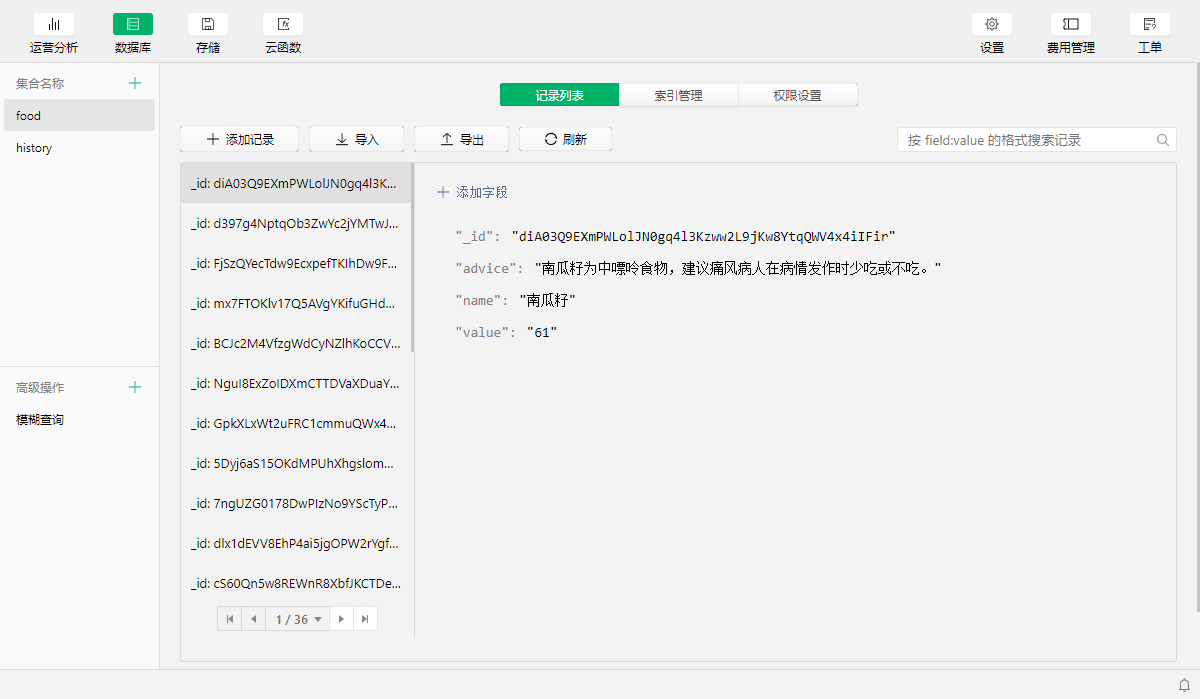 运营分析 数据库 存储 云函数 设置 费用管理 工单
集合名称
food
history
高级操作
模糊查询
记录列表 索引管理 权限设置
添加记录 导入 导出 刷新 按 field:value 的格式搜索记录
_id: diA03Q9EXmPWLolJN0gq4l3K...
_id: d397g4NptqOb3ZwYc2jYMTwJ...
_id: FjSzQYecTdw9EcxpefTKIhDw9F...
_id: mx7FTOKlv17Q5AVgYKifuGHd...
_id: BCJc2M4VfzgWdCyNZlhKoCCV...
_id: NguI8ExZoIDXmCTTDVaXDuaY...
_id: GpkXLxWt2uFRC1cmmuQWx4...
_id: 5Dyj6aS15OKdMPUhXhgslom...
_id: 7ngUZG0178DwPIzNo9YScTyP...
_id: dlx1dEVV8EhP4ai5jgOPW2rYgf...
_id: cS60Qn5w8REWnR8XbfJKCTDe...
1 / 36
添加字段
"_id": "diA03Q9EXmPWLolJN0gq4l3Kzww2L9jKw8YtqQWV4x4iIFir"
"advice": "南瓜籽为中嘌呤食物，建议痛风病人在病情发作时少吃或不吃。"
"name": "南瓜籽"
"value": "61"